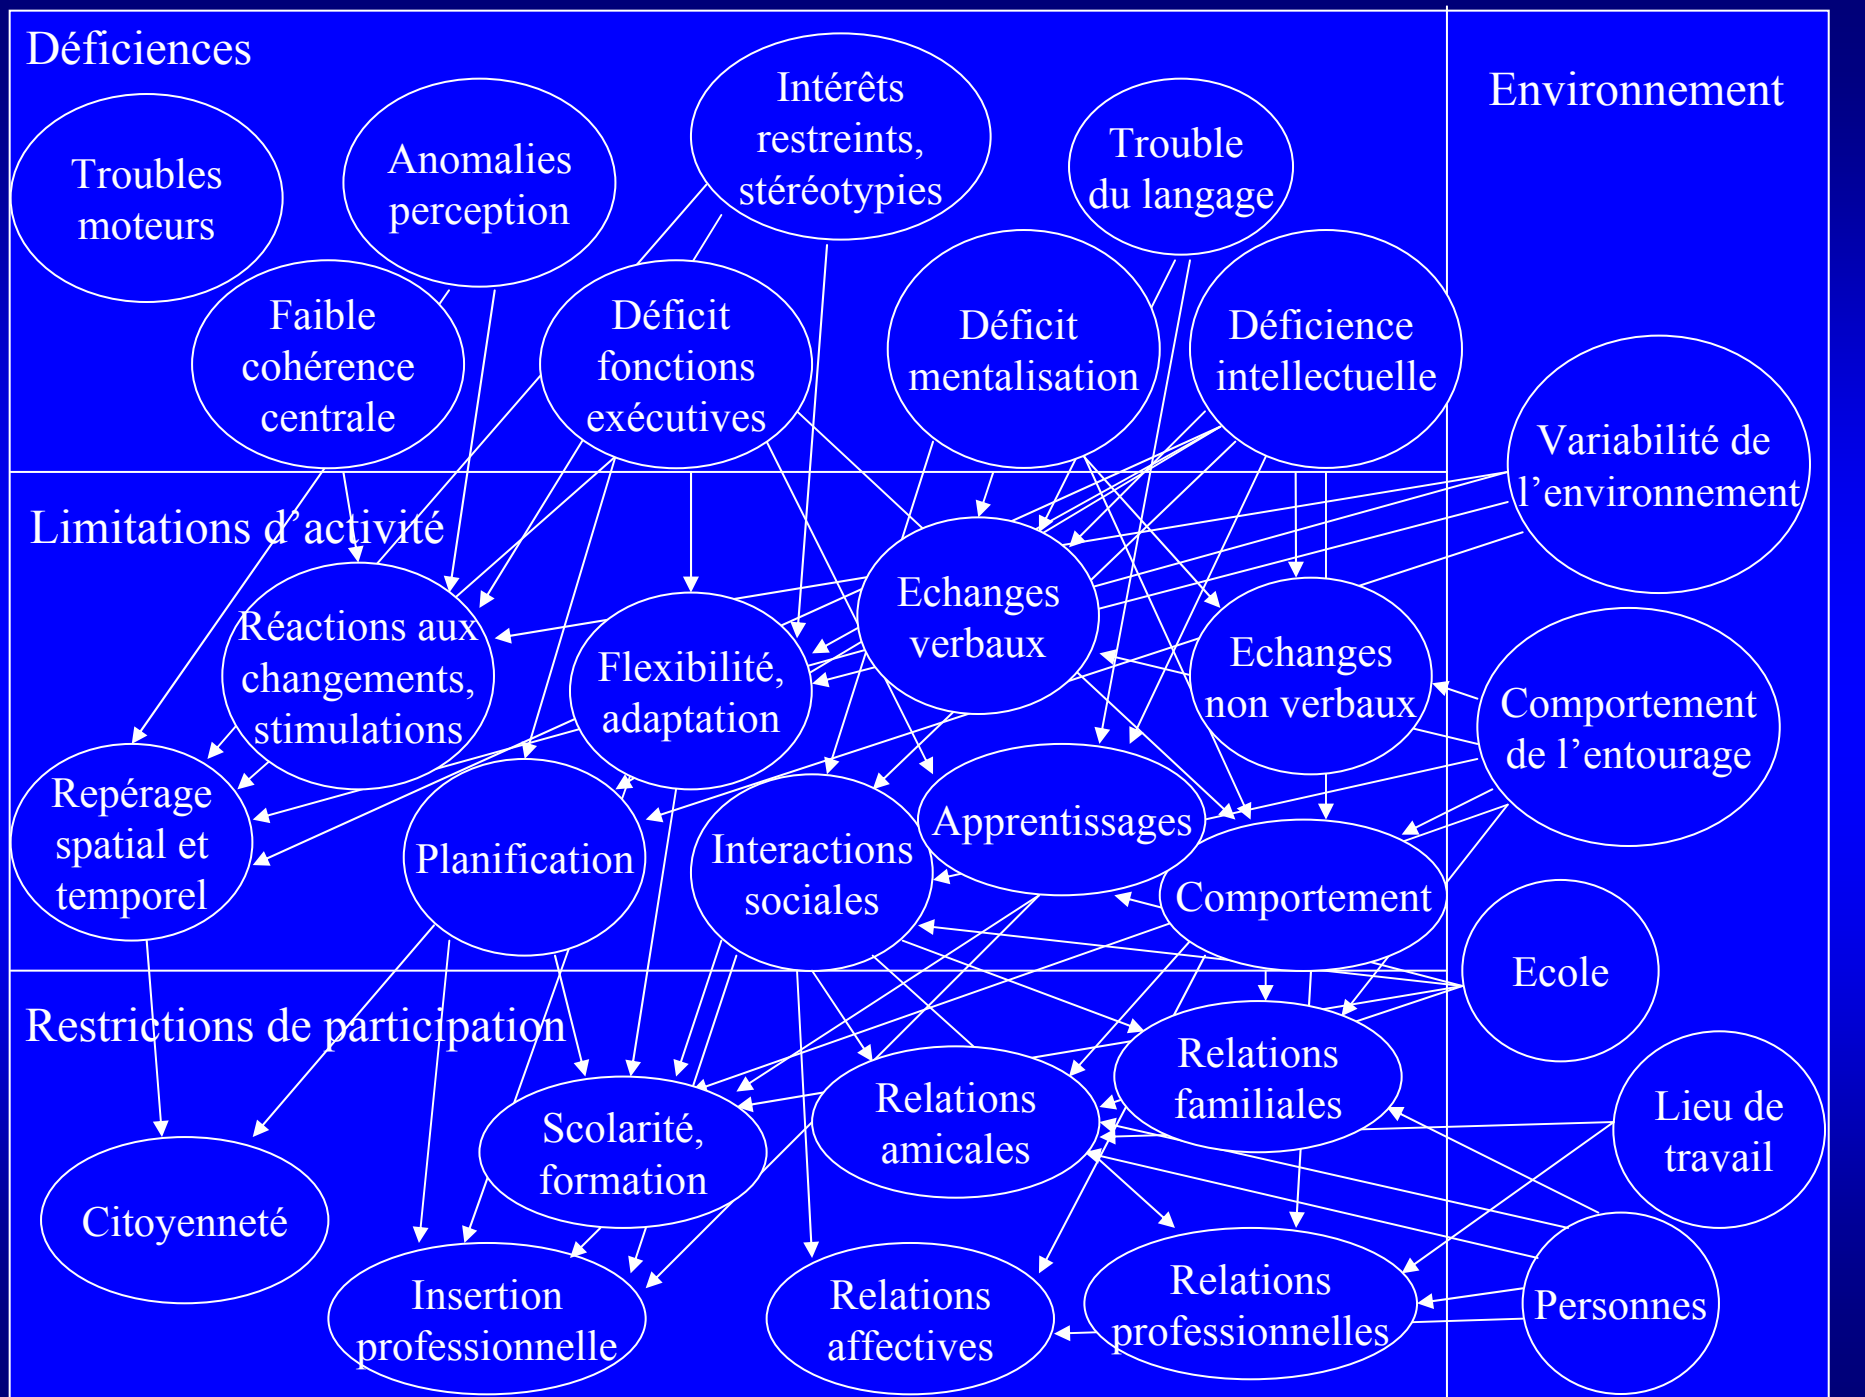 Déficiences
Environnement
Troubles
moteurs
Anomalies
perception
Intérêts
restreints,
stéréotypies
Trouble
du langage
Faible
cohérence
centrale
Déficit
fonctions
exécutives
Déficit
mentalisation
Déficience
intellectuelle
Variabilité de
l’environnement
Limitations d’activité
Réactions aux
changements,
stimulations
Flexibilité,
adaptation
Echanges
verbaux
Echanges
non verbaux
Comportement
de l’entourage
Repérage
spatial et
temporel
Planification
Interactions
sociales
Apprentissages
Comportement
Ecole
Restrictions de participation
Scolarité,
formation
Relations
amicales
Relations
familiales
Lieu de
travail
Citoyenneté
Insertion
professionnelle
Relations
affectives
Relations
professionnelles
Personnes